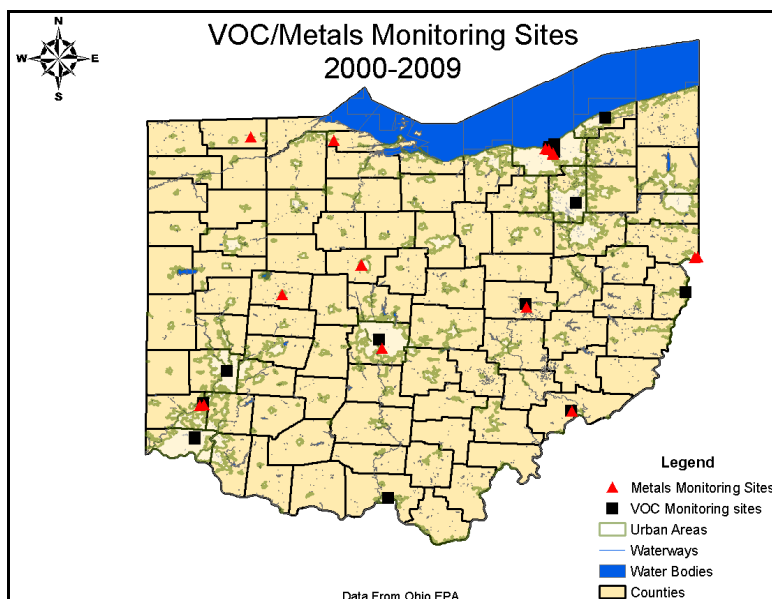 VOC/Metals Monitoring Sites
2000-2009
N
W
E
S
Legend
Metals Monitoring Sites
VOC Monitoring sites
Urban Areas
Waterways
Water Bodies
Counties
Data From Ohio EPA